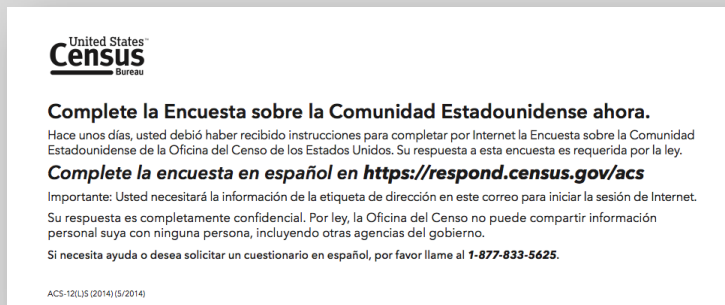 United States™
Census
Bureau
Complete la Encuesta sobre la Comunidad Estadounidense ahora.
Hace unos días, usted debió haber recibido instrucciones para completar por Internet la Encuesta sobre la Comunidad
Estadounidense de la Oficina del Censo de los Estados Unidos. Su respuesta a esta encuesta es requerida por la ley.
Complete la encuesta en español en https://respond.census.gov/acs
Importante: Usted necesitará la información de la etiqueta de dirección en este correo para iniciar la sesión de Internet.
Su respuesta es completamente confidencial. Por ley, la Oficina del Censo no puede compartir información
personal suya con ninguna persona, incluyendo otras agencias del gobierno.
Si necesita ayuda o desea solicitar un cuestionario en español, por favor llame al 1-877-833-5625.
ACS-12(L)S (2014) (5/2014)